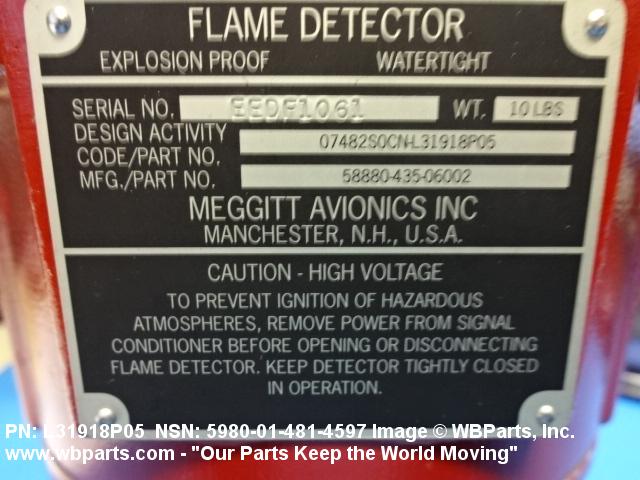 FLAME DETECTOR
EXPLOSION PROOF WATERTIGHT
SERIAL NO. EEDF1061 WT. 10 LBS
DESIGN ACTIVITY
CODE/PART NO. 07482S0CN-L31918P05
MFG./PART NO. 58880-435-06002
MEGGITT AVIONICS INC
MANCHESTER, N.H., U.S.A.
CAUTION - HIGH VOLTAGE
TO PREVENT IGNITION OF HAZARDOUS
ATMOSPHERES, REMOVE POWER FROM SIGNAL
CONDITIONER BEFORE OPENING OR DISCONNECTING
FLAME DETECTOR. KEEP DETECTOR TIGHTLY CLOSED
IN OPERATION.
PN: L31918P05 NSN: 5980-01-481-4597 Image © WBParts, Inc.
www.wbparts.com - "Our Parts Keep the World Moving"